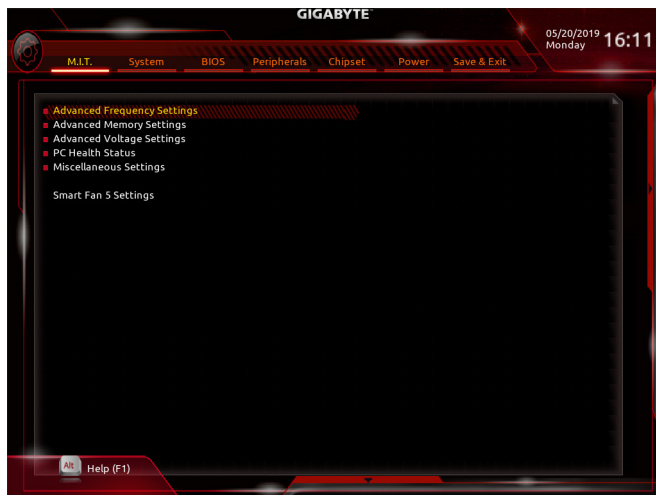 GIGABYTE™
05/20/2019 Monday 16:11
M.I.T. System BIOS Peripherals Chipset Power Save & Exit
Advanced Frequency Settings
Advanced Memory Settings
Advanced Voltage Settings
PC Health Status
Miscellaneous Settings
Smart Fan 5 Settings
Alt Help (F1)